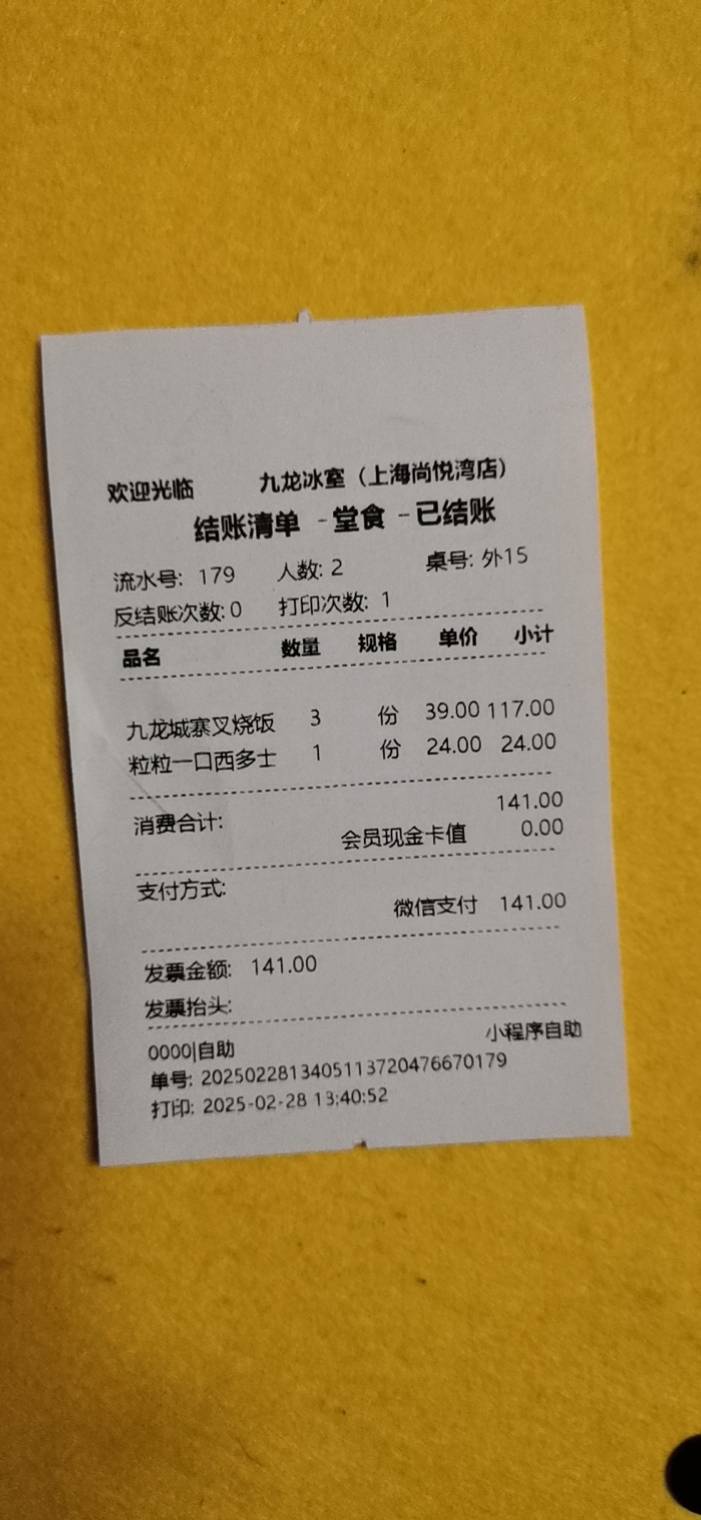 欢迎光临 九龙冰室（上海尚悦湾店）
结账清单 -堂食 -已结账
流水号: 179 人数: 2 桌号: 外15
反结账次数: 0 打印次数: 1
品名 数量 规格 单价 小计
九龙城寨叉烧饭 3 份 39.00 117.00
粒粒一口西多士 1 份 24.00 24.00
消费合计: 141.00
会员现金卡值 0.00
支付方式:
微信支付 141.00
发票金额: 141.00
发票抬头:
0000|自助 小程序自助
单号: 2025022813405113720476670179
打印: 2025-02-28 13:40:52